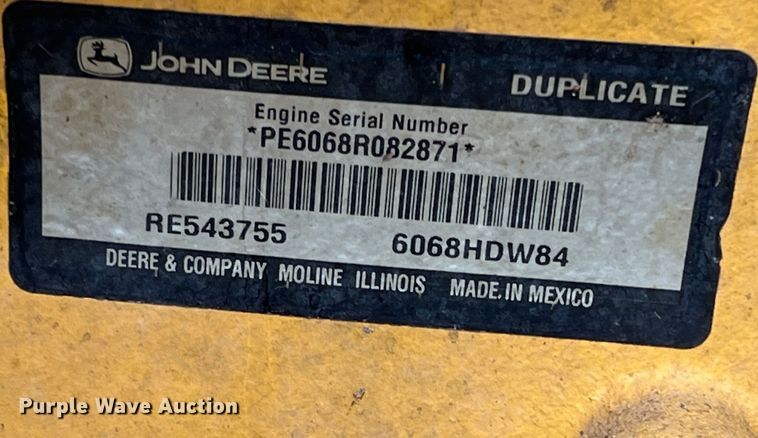 JOHN DEERE DUPLICATE
Engine Serial Number
*PE6068R082871*
RE543755 6068HDW84
DEERE & COMPANY MOLINE ILLINOIS MADE IN MEXICO
Purple Wave Auction